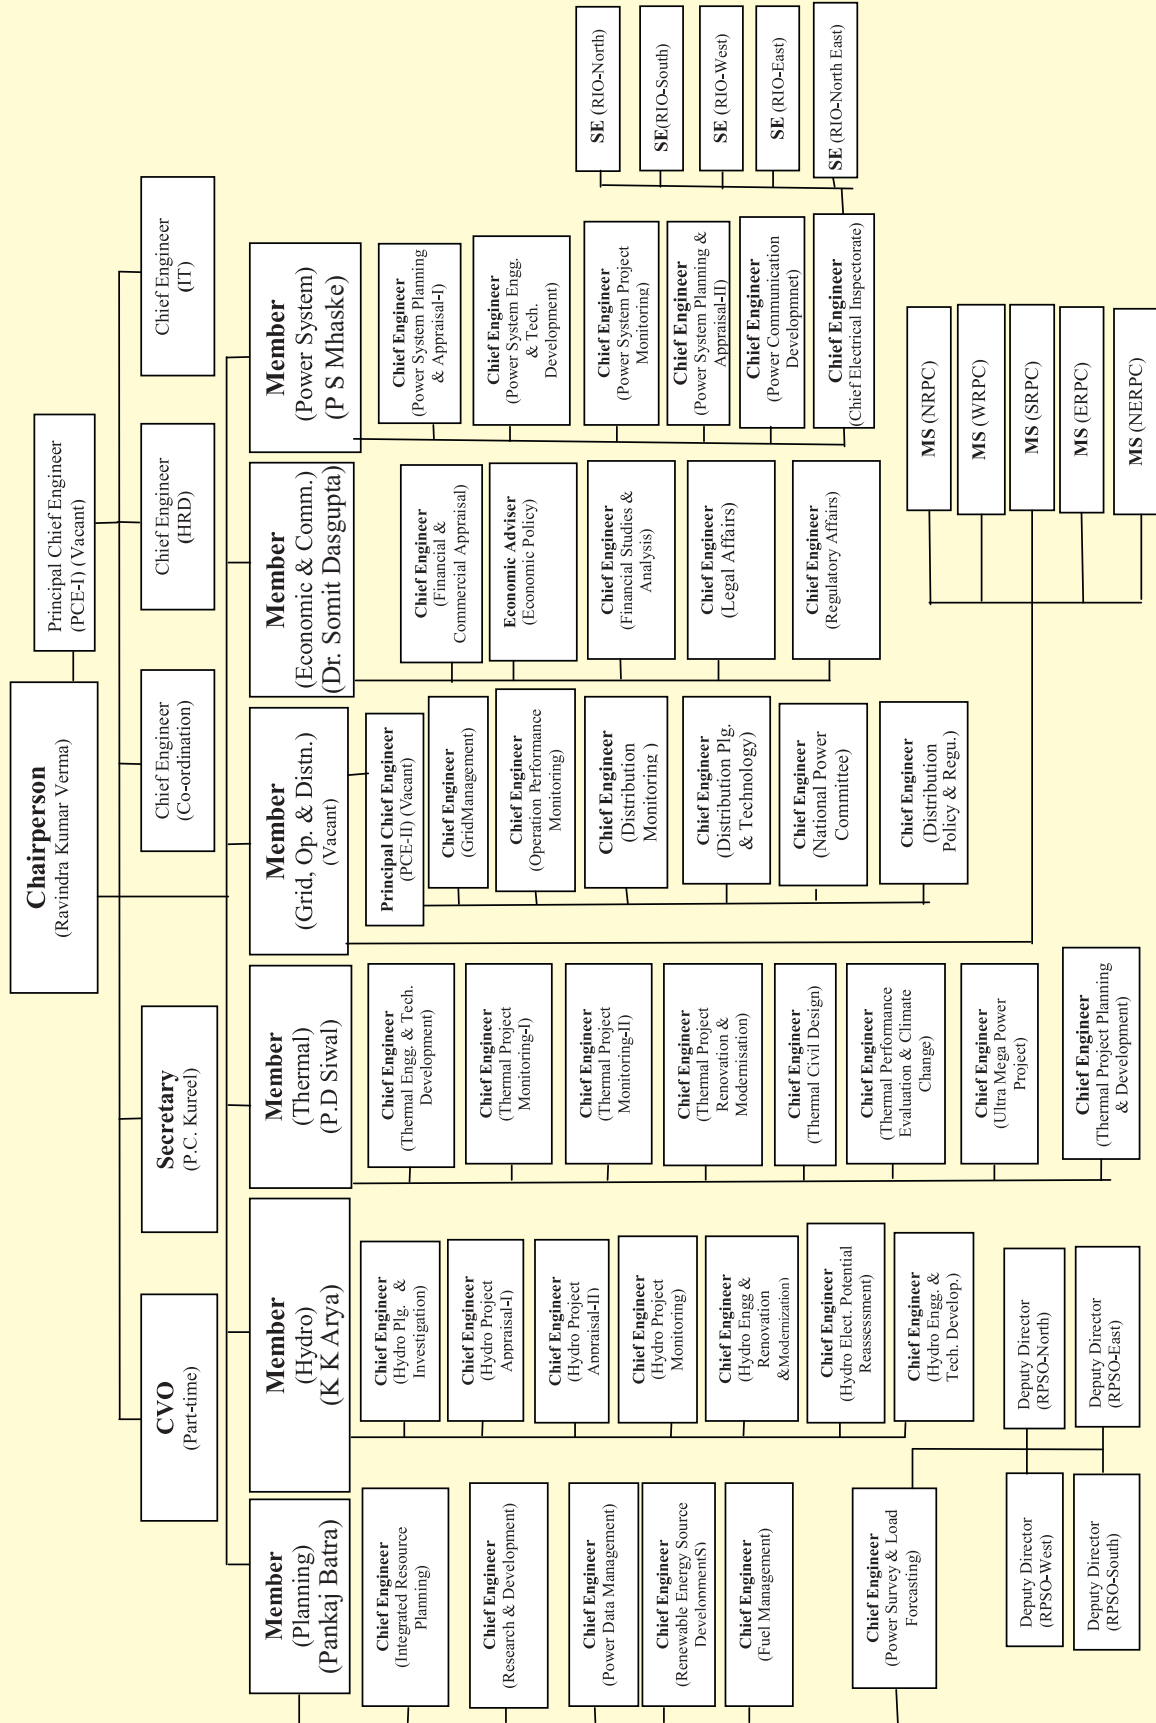 Chairperson
(Ravindra Kumar Verma)
Principal Chief Engineer
(PCE-I) (Vacant)
CVO
(Part-time)
Secretary
(P.C. Kureel)
Chief Engineer
(Co-ordination)
Chief Engineer
(HRD)
Chief Engineer
(IT)
Member
(Planning)
(Pankaj Batra)
Member
(Hydro)
(K K Arya)
Member
(Thermal)
(P.D Siwal)
Member
(Grid, Op. & Distn.)
(Vacant)
Member
(Economic & Comm.)
(Dr. Somit Dasgupta)
Member
(Power System)
(P S Mhaske)
Chief Engineer
(Integrated Resource
Planning)
Chief Engineer
(Research & Development)
Chief Engineer
(Power Data Management)
Chief Engineer
(Renewable Energy Source
DevelopmentS)
Chief Engineer
(Fuel Management)
Chief Engineer
(Power Survey & Load
Forcasting)
Deputy Director
(RPSO-West)
Deputy Director
(RPSO-North)
Deputy Director
(RPSO-South)
Deputy Director
(RPSO-East)
Chief Engineer
(Hydro Plg. &
Investigation)
Chief Engineer
(Hydro Project
Appraisal-I)
Chief Engineer
(Hydro Project
Appraisal-II)
Chief Engineer
(Hydro Project
Monitoring)
Chief Engineer
(Hydro Engg &
Renovation
&Modernization)
Chief Engineer
(Hydro Elect. Potential
Reassessment)
Chief Engineer
(Hydro Engg. &
Tech. Develop.)
Chief Engineer
(Thermal Engg. & Tech.
Development)
Chief Engineer
(Thermal Project
Monitoring-I)
Chief Engineer
(Thermal Project
Monitoring-II)
Chief Engineer
(Thermal Project
Renovation &
Modernisation)
Chief Engineer
(Thermal Civil Design)
Chief Engineer
(Thermal Performance
Evaluation & Climate
Change)
Chief Engineer
(Ultra Mega Power
Project)
Chief Engineer
(Thermal Project Planning
& Development)
Principal Chief Engineer
(PCE-II) (Vacant)
Chief Engineer
(GridManagement)
Chief Engineer
(Operation Performance
Monitoring)
Chief Engineer
(Distribution
Monitoring )
Chief Engineer
(Distribution Plg.
& Technology)
Chief Engineer
(National Power
Committee)
Chief Engineer
(Distribution
Policy & Regu.)
Chief Engineer
(Financial &
Commercial Appraisal)
Economic Adviser
(Economic Policy)
Chief Engineer
(Financial Studies &
Analysis)
Chief Engineer
(Legal Affairs)
Chief Engineer
(Regulatory Affairs)
MS (NRPC)
MS (WRPC)
MS (SRPC)
MS (ERPC)
MS (NERPC)
Chief Engineer
(Power System Planning
& Appraisal-I)
Chief Engineer
(Power System Engg.
& Tech.
Development)
Chief Engineer
(Power System Project
Monitoring)
Chief Engineer
(Power System Planning &
Appraisal-II)
Chief Engineer
(Power Communication
Developmnet)
Chief Engineer
(Chief Electrical Inspectorate)
SE (RIO-North)
SE(RIO-South)
SE (RIO-West)
SE (RIO-East)
SE (RIO-North East)